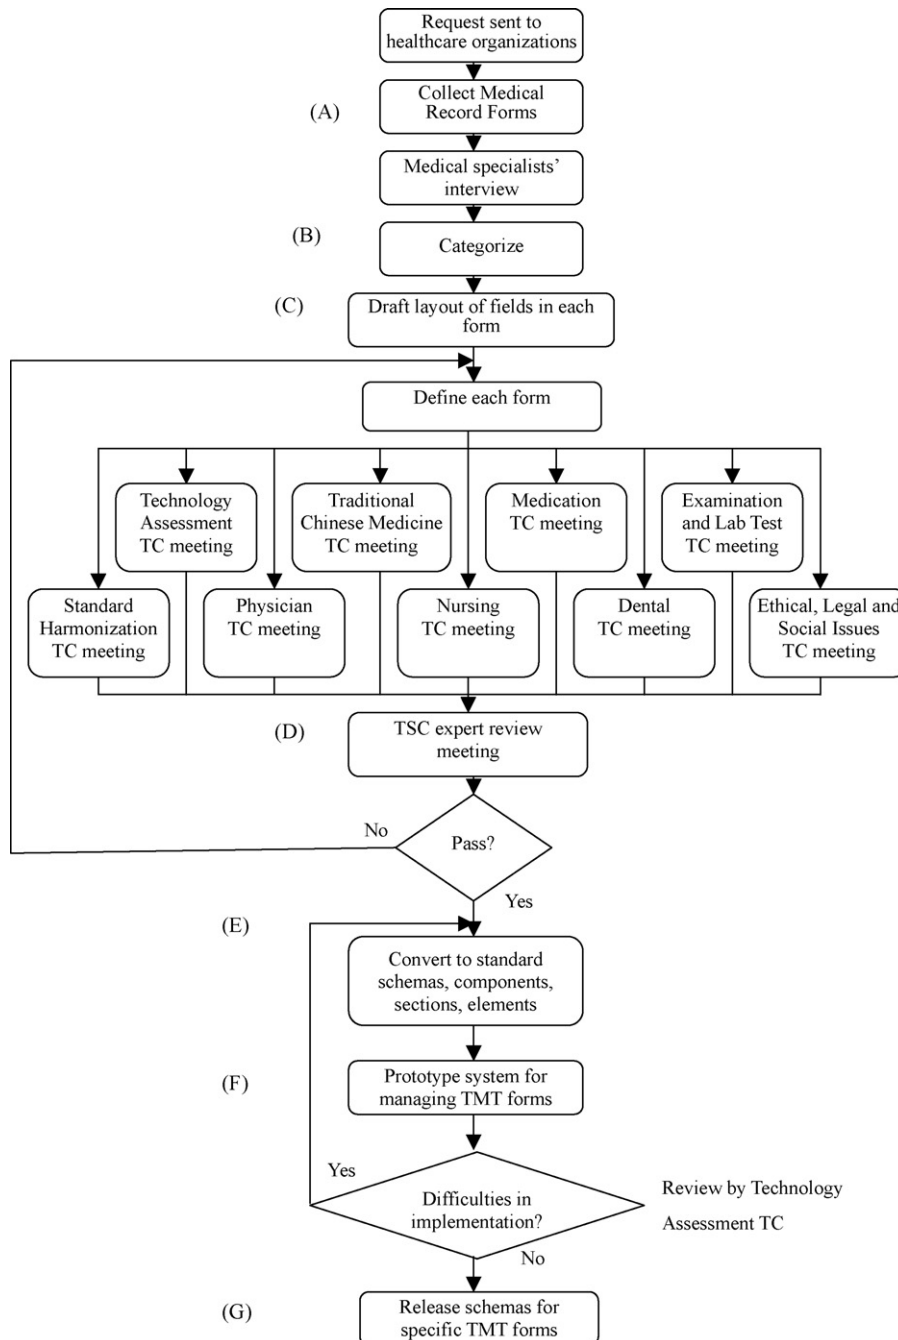 Request sent to
healthcare organizations
(A)
Collect Medical
Record Forms
Medical specialists'
interview
(B)
Categorize
(C)
Draft layout of fields in each
form
Define each form
Technology
Assessment
TC meeting
Traditional
Chinese Medicine
TC meeting
Medication
TC meeting
Examination
and Lab Test
TC meeting
Standard
Harmonization
TC meeting
Physician
TC meeting
Nursing
TC meeting
Dental
TC meeting
Ethical, Legal and
Social Issues
TC meeting
(D)
TSC expert review
meeting
No
Pass?
Yes
(E)
Convert to standard
schemas, components,
sections, elements
(F)
Prototype system for
managing TMT forms
Yes
Difficulties in
implementation?
Review by Technology
Assessment TC
No
(G)
Release schemas for
specific TMT forms